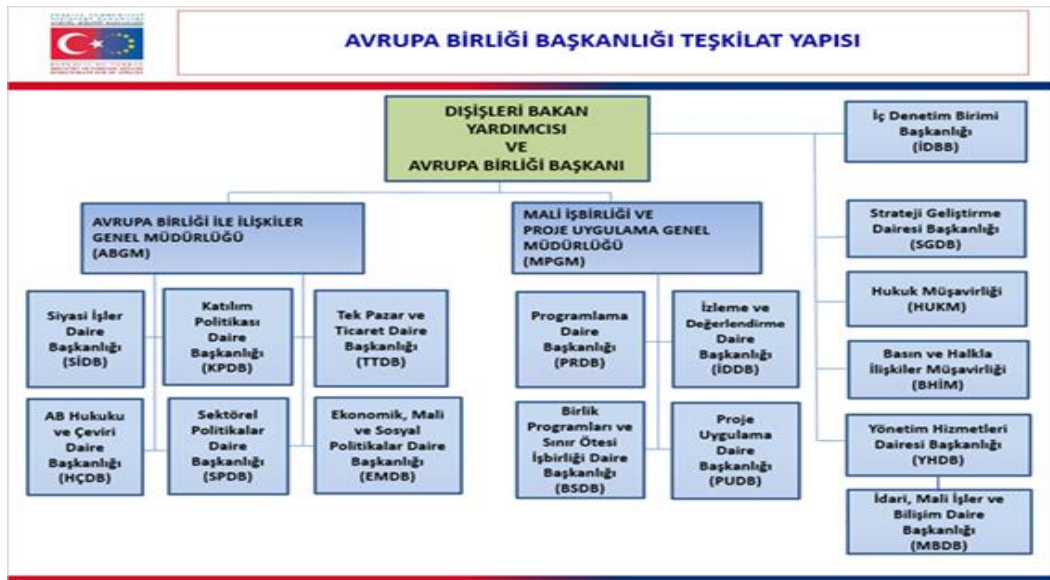 AVRUPA BİRLİĞİ BAŞKANLIĞI TEŞKİLAT YAPISI
DIŞİŞLERİ BAKAN
YARDIMCISI
VE
AVRUPA BİRLİĞİ BAŞKANI
AVRUPA BİRLİĞİ İLE İLİŞKİLER
GENEL MÜDÜRLÜĞÜ
(ABGM)
MALİ İŞBİRLİĞİ VE
PROJE UYGULAMA GENEL
MÜDÜRLÜĞÜ
(MPGM)
Siyasi İşler
Daire
Başkanlığı
(SİDB)
Katılım
Politikası
Daire
Başkanlığı
(KPDB)
Tek Pazar ve
Ticaret Daire
Başkanlığı
(TTDB)
AB Hukuku
ve Çeviri
Daire
Başkanlığı
(HÇDB)
Sektörel
Politikalar
Daire
Başkanlığı
(SPDB)
Ekonomik, Mali
ve Sosyal
Politikalar Daire
Başkanlığı
(EMDB)
Programlama
Daire
Başkanlığı
(PRDB)
İzleme ve
Değerlendirme
Daire
Başkanlığı
(İDDB)
Birlik
Programları ve
Sınır Ötesi
İşbirliği Daire
Başkanlığı
(BSDB)
Proje
Uygulama
Daire
Başkanlığı
(PUDB)
İç Denetim Birimi
Başkanlığı
(İDBB)
Strateji Geliştirme
Dairesi Başkanlığı
(SGDB)
Hukuk Müşavirliği
(HUKM)
Basın ve Halkla
İlişkiler Müşavirliği
(BHİM)
Yönetim Hizmetleri
Dairesi Başkanlığı
(YHDB)
İdari, Mali İşler ve
Bilişim Daire
Başkanlığı
(MBDB)